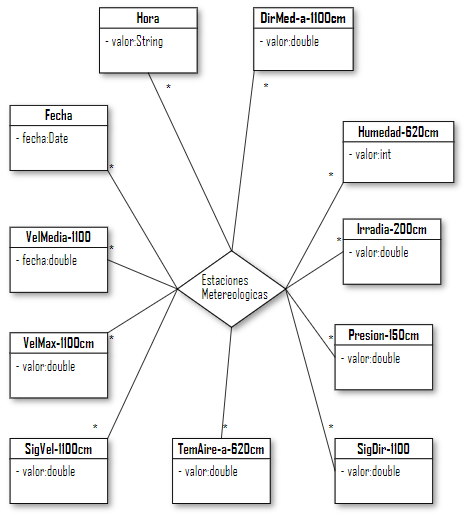 Hora
- valor:String
DirMed-a-1100cm
- valor:double
*
*
Fecha
- fecha:Date
*
Humedad-620cm
- valor:int
*
VelMedia-1100
- fecha:double
*
Irradia-200cm
- valor:double
*
Estaciones
Metereologicas
VelMax-1100cm
- valor:double
*
Presion-150cm
- valor:double
*
SigVel-1100cm
- valor:double
*
TemAire-a-620cm
- valor:double
*
SigDir-1100
- valor:double
*